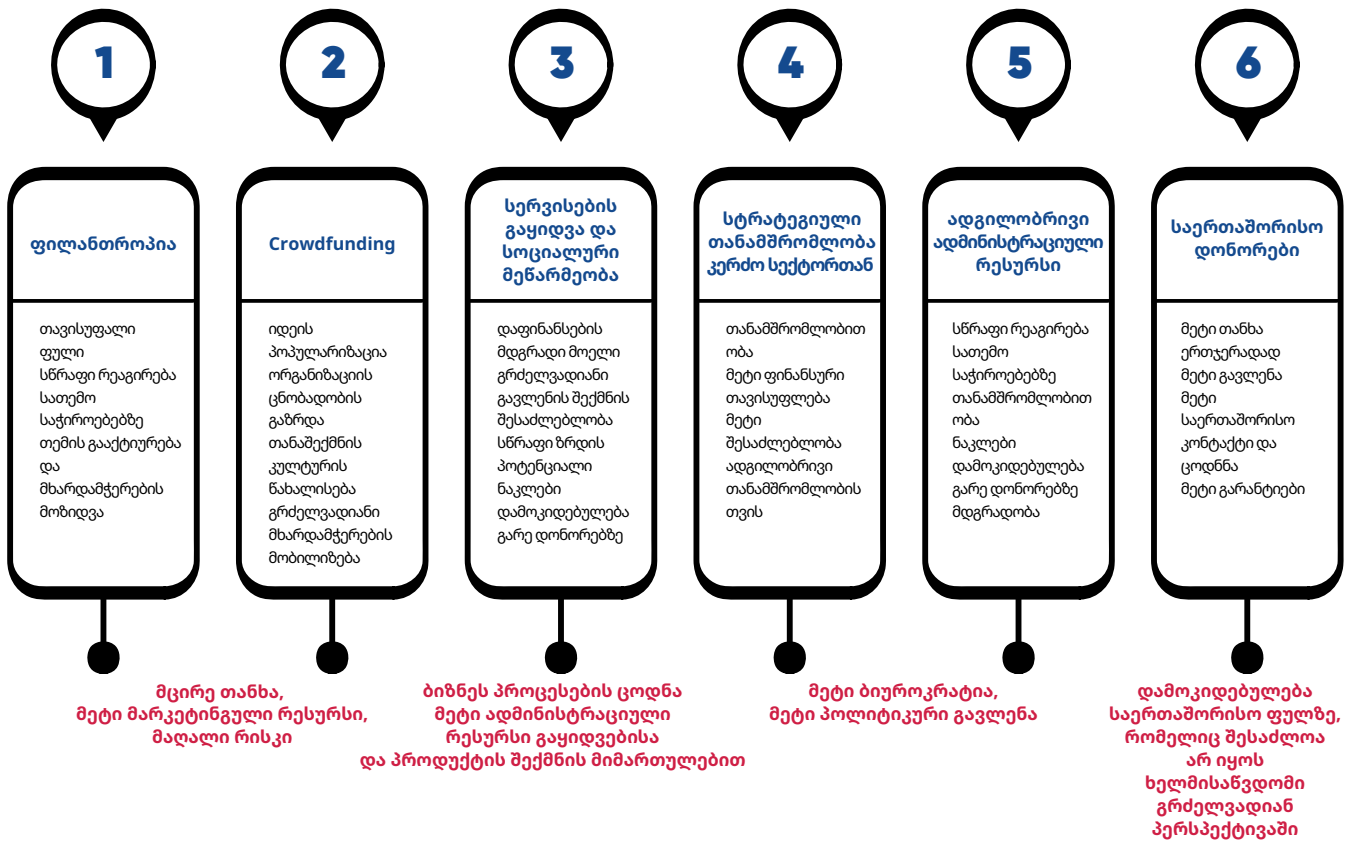 1
ფილანთროპია
თავისუფალი
ფული
სწრაფი რეაგირება
სათემო
საჭიროებებზე
თემის გააქტიურება
და
მხარდამჭერების
მოზიდვა
2
Crowdfunding
იდეის
პოპულარიზაცია
ორგანიზაციის
ცნობადობის
გაზრდა
თანაშექმნის
კულტურის
წახალისება
გრძელვადიანი
მხარდამჭერების
მობილიზება
მცირე თანხა,
მეტი მარკეტინგული რესურსი,
მაღალი რისკი
3
სერვისების
გაყიდვა და
სოციალური
მეწარმეობა
დაფინანსების
მდგრადი მოელი
გრძელვადიანი
გავლენის შექმნის
შესაძლებლობა
სწრაფი ზრდის
პოტენციალი
ნაკლები
დამოკიდებულება
გარე დონორებზე
ბიზნეს პროცესების ცოდნა
მეტი ადმინისტრაციული
რესურსი გაყიდვებისა
და პროდუქტის შექმნის მიმართულებით
4
სტრატეგიული
თანამშრომლობა
კერძო სექტორთან
თანამშრომლობით
ობა
მეტი ფინანსური
თავისუფლება
მეტი
შესაძლებლობა
ადგილობრივი
თანამშრომლობის
თვის
5
ადგილობრივი
ადმინისტრაციული
რესურსი
სწრაფი რეაგირება
სათემო
საჭიროებებზე
თანამშრომლობით
ობა
ნაკლები
დამოკიდებულება
გარე დონორებზე
მდგრადობა
მეტი ბიუროკრატია,
მეტი პოლიტიკური გავლენა
6
საერთაშორისო
დონორები
მეტი თანხა
ერთჯერადად
მეტი გავლენა
მეტი
საერთაშორისო
კონტაქტი და
ცოდნნა
მეტი გარანტიები
დამოკიდებულება
საერთაშორისო ფულზე,
რომელიც შესაძლოა
არ იყოს
ხელმისაწვდომი
გრძელვადიან
პერსპექტივაში